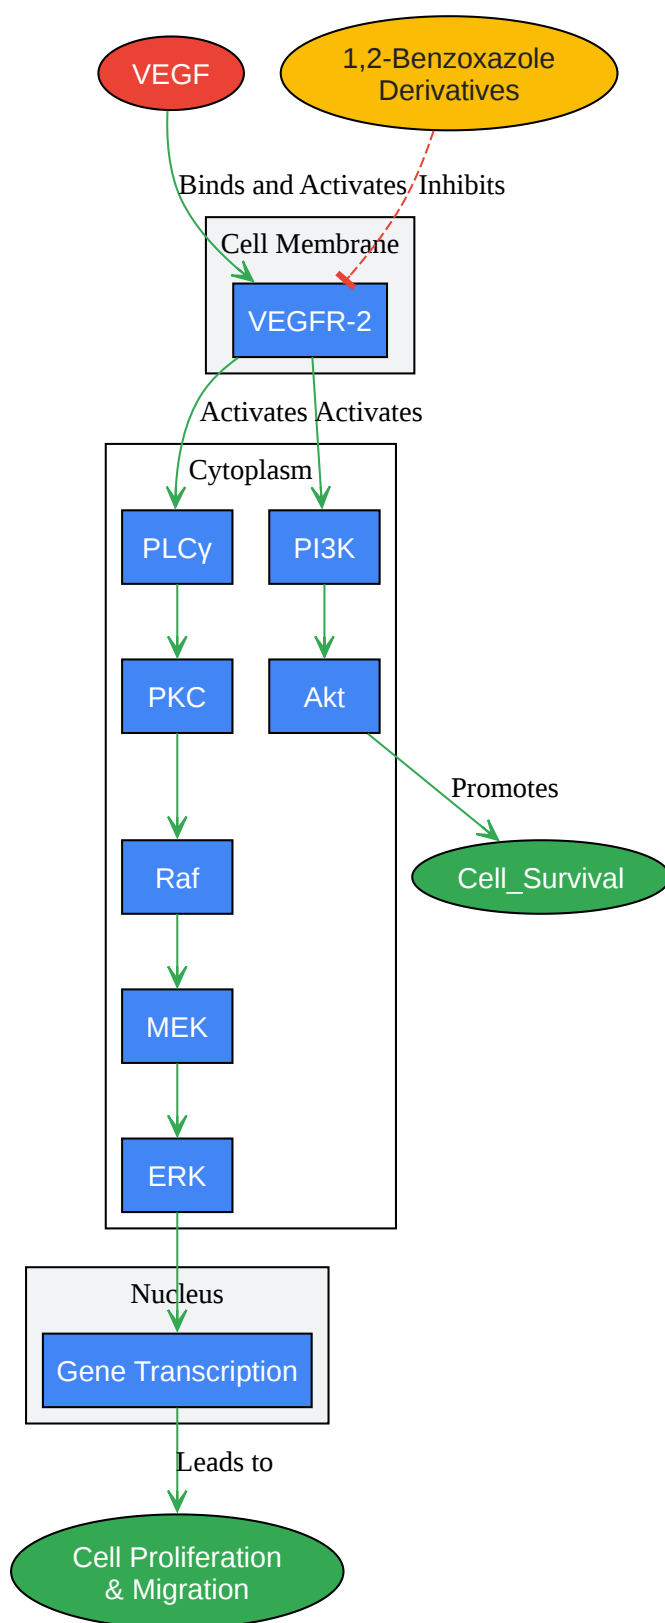 VEGF
1,2-Benzoxazole
Derivatives
Binds and Activates
Inhibits
Cell Membrane
VEGFR-2
Activates
Activates
Cytoplasm
PLCγ
PI3K
PKC
Akt
Promotes
Raf
Cell_Survival
MEK
ERK
Nucleus
Gene Transcription
Leads to
Cell Proliferation
& Migration